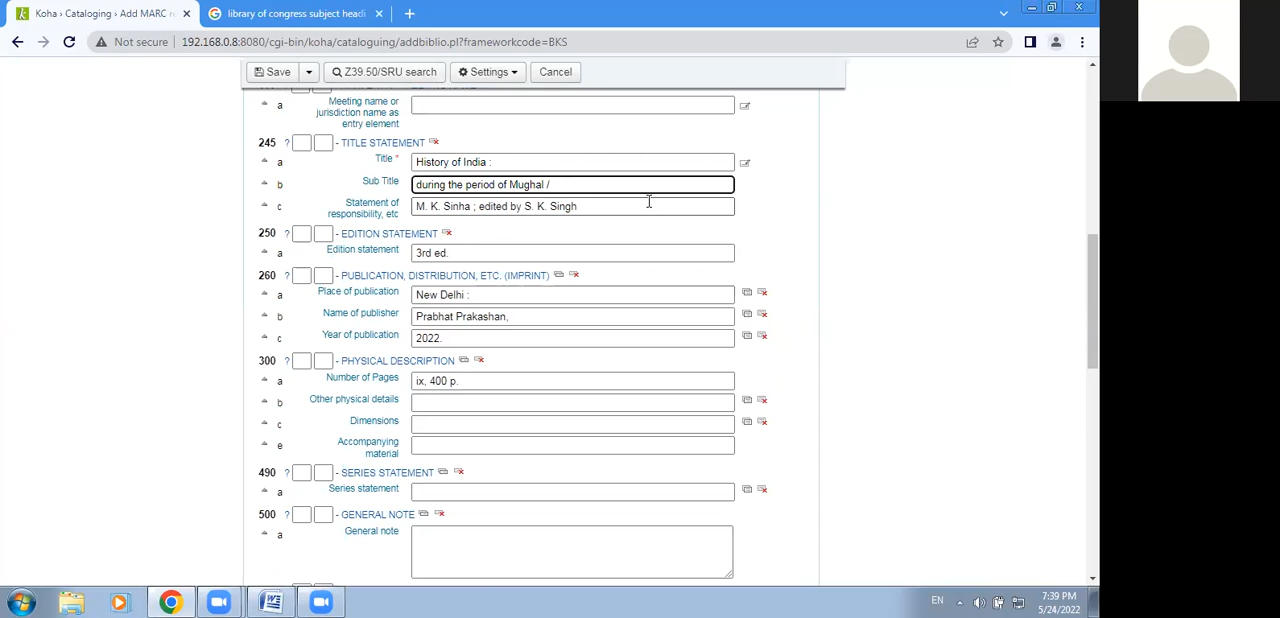 Koha › Cataloging › Add MARC re
library of congress subject headi
Not secure 192.168.0.8:8080/cgi-bin/koha/cataloguing/addbiblio.pl?frameworkcode=BKS
Save Z39.50/SRU search Settings Cancel
a Meeting name or
jurisdiction name as
entry element
245 ? - TITLE STATEMENT
a Title * History of India :
b Sub Title during the period of Mughal /
c Statement of
responsibility, etc M. K. Sinha ; edited by S. K. Singh
250 ? - EDITION STATEMENT
a Edition statement 3rd ed.
260 ? - PUBLICATION, DISTRIBUTION, ETC. (IMPRINT)
a Place of publication New Delhi :
b Name of publisher Prabhat Prakashan,
c Year of publication 2022.
300 ? - PHYSICAL DESCRIPTION
a Number of Pages ix, 400 p.
b Other physical details
c Dimensions
e Accompanying
material
490 ? - SERIES STATEMENT
a Series statement
500 ? - GENERAL NOTE
a General note
EN 7:39 PM
5/24/2022